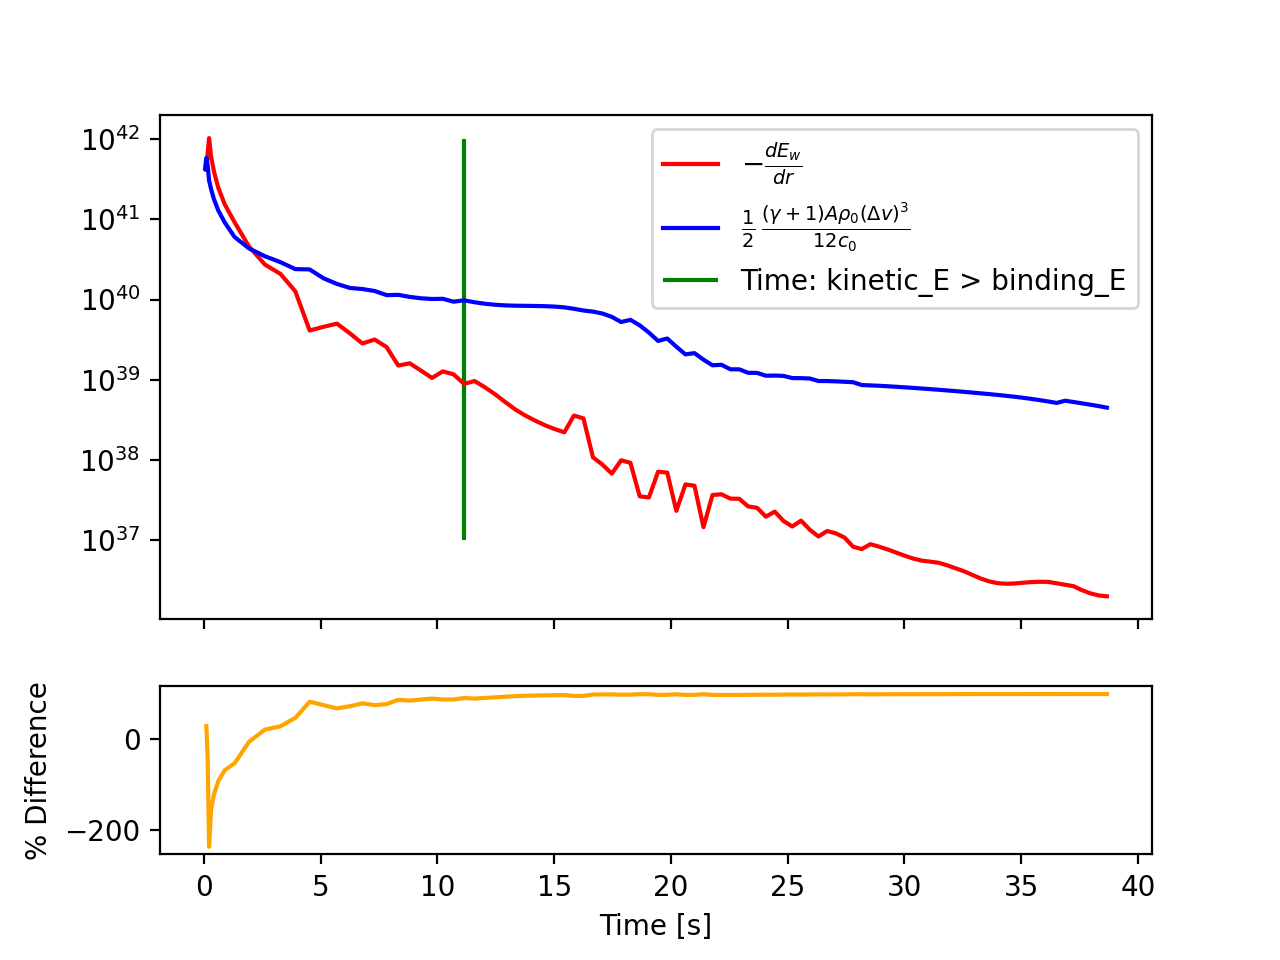 10^42
10^41
10^40
10^39
10^38
10^37
−dE_w/dr
1/2 (γ + 1)Aρ_0(Δv)^3/12c_0
Time: kinetic_E > binding_E
% Difference
0
−200
0 5 10 15 20 25 30 35 40
Time [s]